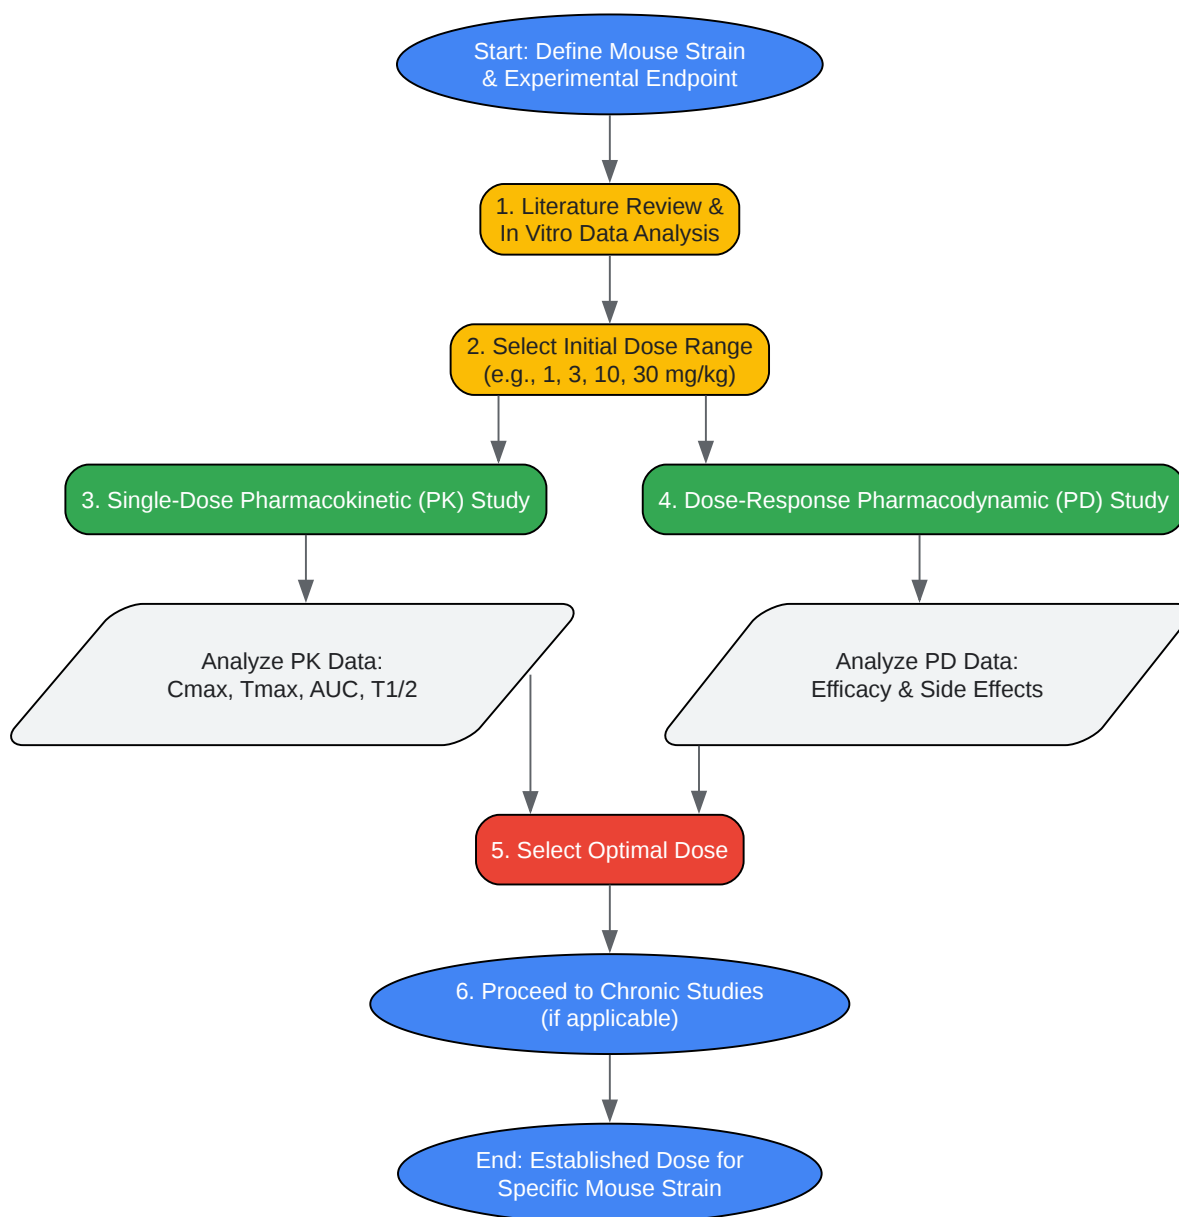 Start: Define Mouse Strain
& Experimental Endpoint
1. Literature Review &
In Vitro Data Analysis
2. Select Initial Dose Range
(e.g., 1, 3, 10, 30 mg/kg)
3. Single-Dose Pharmacokinetic (PK) Study
4. Dose-Response Pharmacodynamic (PD) Study
Analyze PK Data:
Cmax, Tmax, AUC, T1/2
Analyze PD Data:
Efficacy & Side Effects
5. Select Optimal Dose
6. Proceed to Chronic Studies
(if applicable)
End: Established Dose for
Specific Mouse Strain